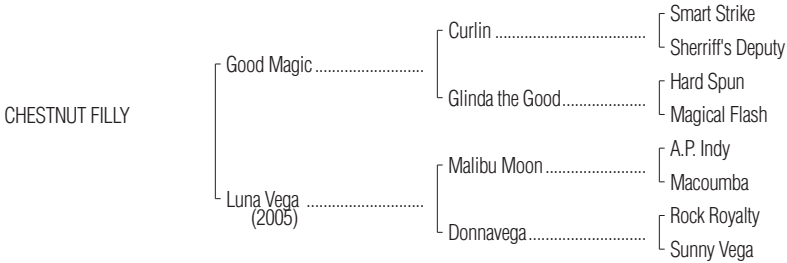 Smart Strike
Curlin
Sherriff's Deputy
Good Magic
Hard Spun
Glinda the Good
Magical Flash
CHESTNUT FILLY
A.P. Indy
Malibu Moon
Macoumba
Luna Vega
(2005)
Rock Royalty
Donnavega
Sunny Vega